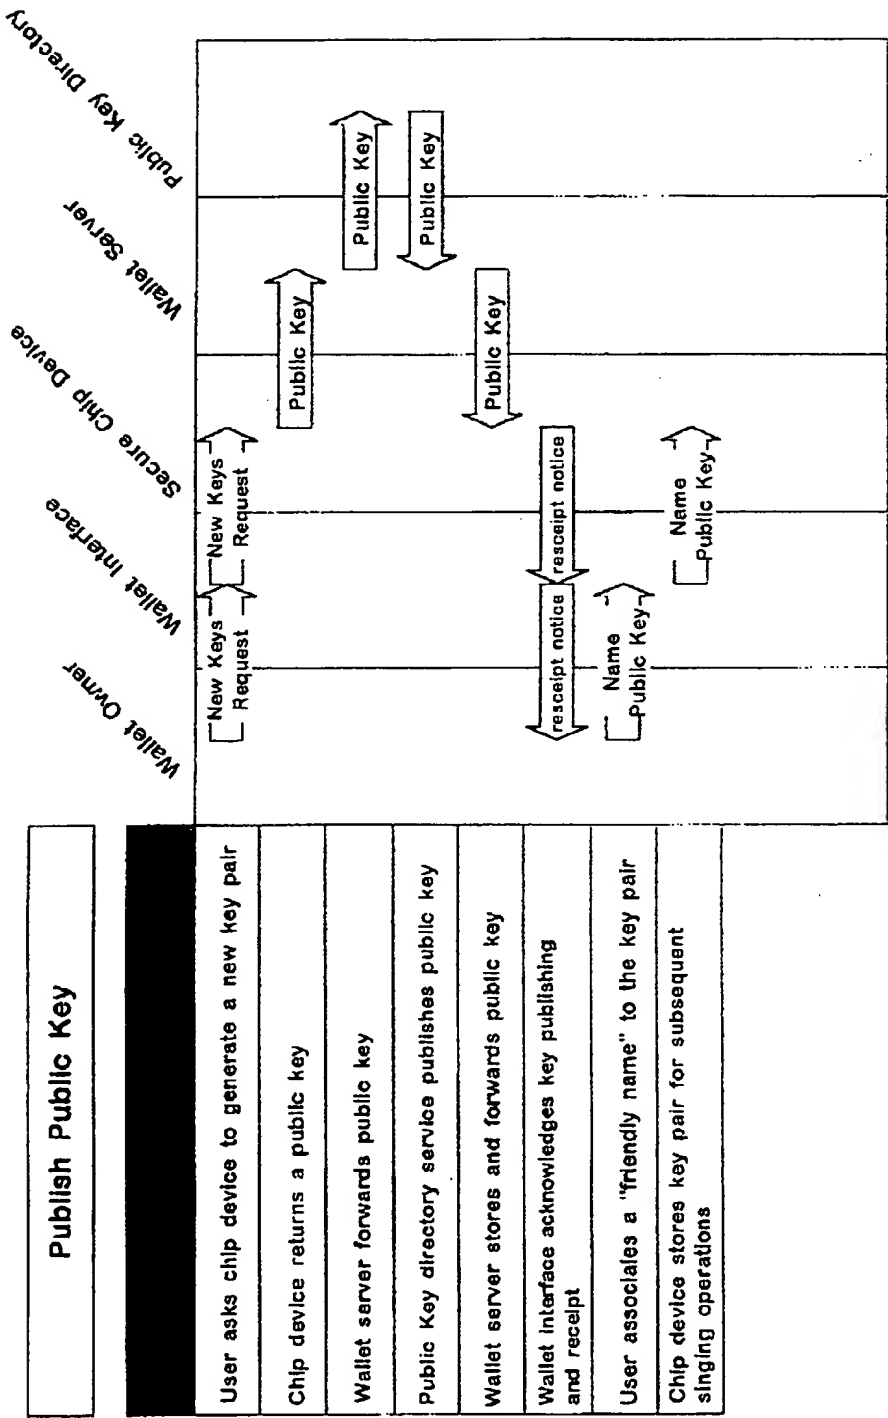 Publish Public Key
Wallet Owner
Wallet Interface
Secure Chip Device
Wallet Server
Public Key Directory
User asks chip device to generate a new key pair
New Keys
Request
New Keys
Request
Chip device returns a public key
Public Key
Wallet server forwards public key
Public Key
Public Key directory service publishes public key
Public Key
Wallet server stores and forwards public key
Public Key
Wallet interface acknowledges key publishing
and receipt
resceipt notice
resceipt notice
User associales a "friendly name" to the key pair
Name
Public Key
Chip device stores key pair for subsequent
singing operations
Name
Public Key